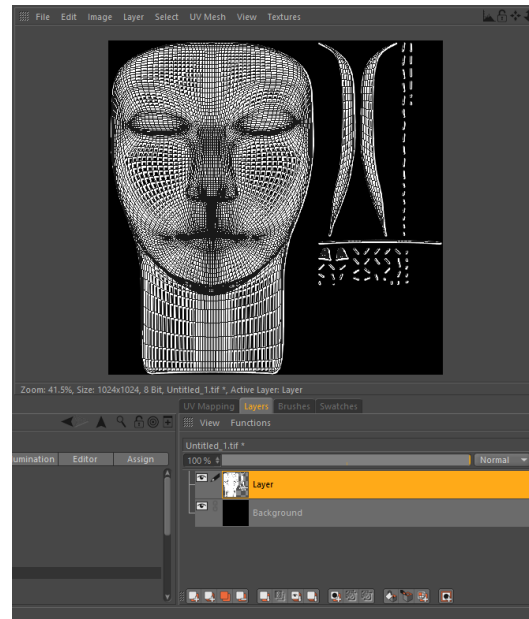 File Edit Image Layer Select UV Mesh View Textures
Zoom: 41.5%, Size: 1024x1024, 8 Bit, Untitled_1.tif *, Active Layer: Layer
UV Mapping Layers Brushes Swatches
View Functions
Untitled_1.tif *
umination Editor Assign
100 % Normal
Layer
Background